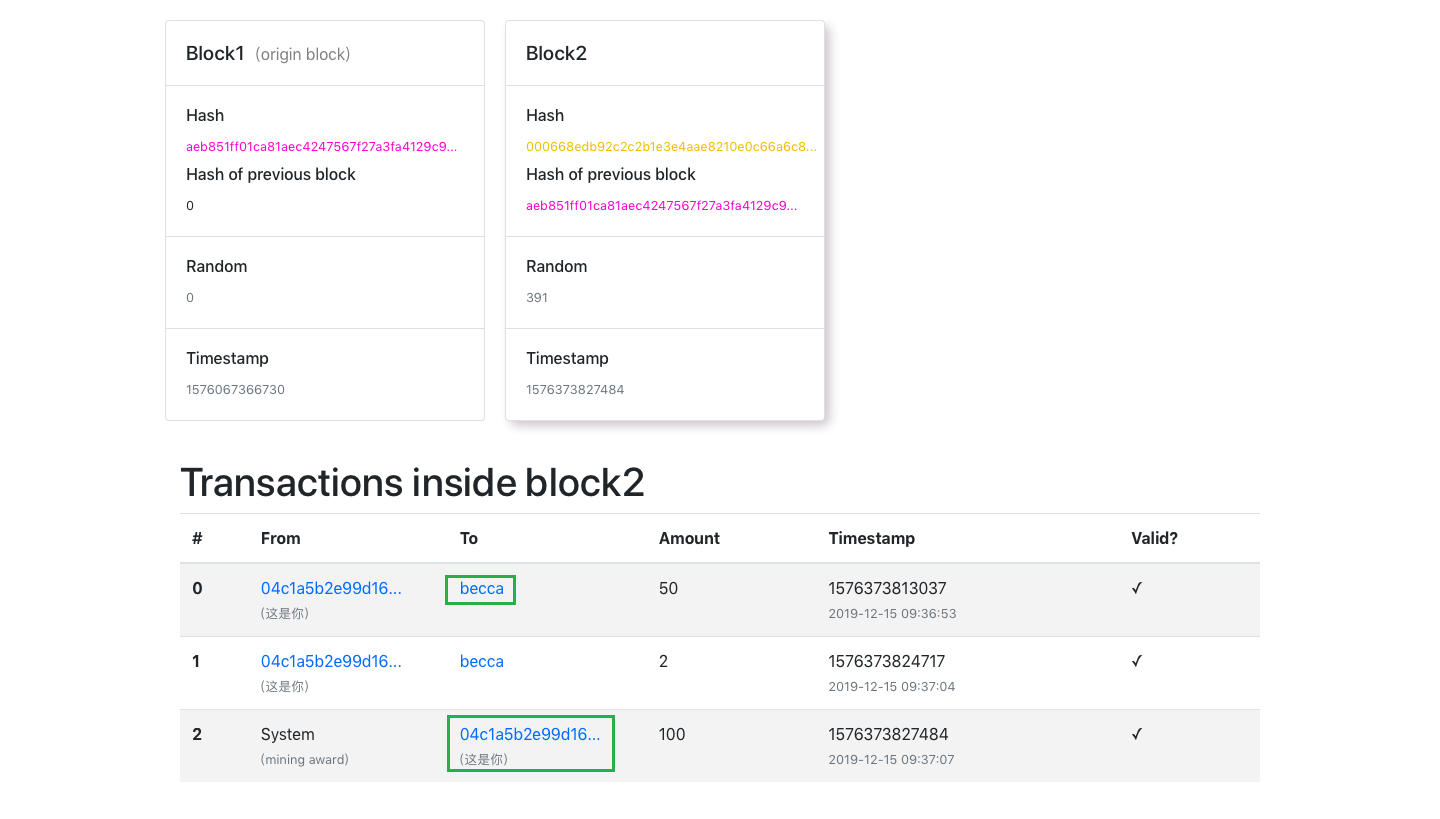 Block1 (origin block)
Hash
aeb851ff01ca81aec4247567f27a3fa4129c9...
Hash of previous block
0
Random
0
Timestamp
1576067366730
Block2
Hash
000668edb92c2c2b1e3e4aae8210e0c66a6c8...
Hash of previous block
aeb851ff01ca81aec4247567f27a3fa4129c9...
Random
391
Timestamp
1576373827484
Transactions inside block2
# From To Amount Timestamp Valid?
0 04c1a5b2e99d16... becca 50 1576373813037 ✓
(这是你) 2019-12-15 09:36:53
1 04c1a5b2e99d16... becca 2 1576373824717 ✓
(这是你) 2019-12-15 09:37:04
2 System 04c1a5b2e99d16... 100 1576373827484 ✓
(mining award) (这是你) 2019-12-15 09:37:07